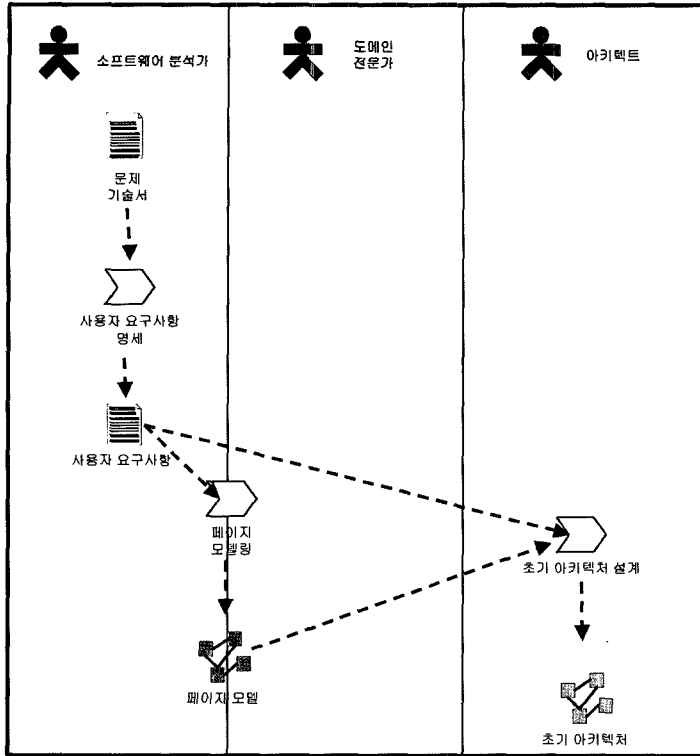 소프트웨어 분석가
도메인
전문가
아키텍트
문제
기술서
사용자 요구사항
명세
사용자 요구사항
페이지
모델링
초기 아키텍처 설계
페이지 모델
초기 아키텍처